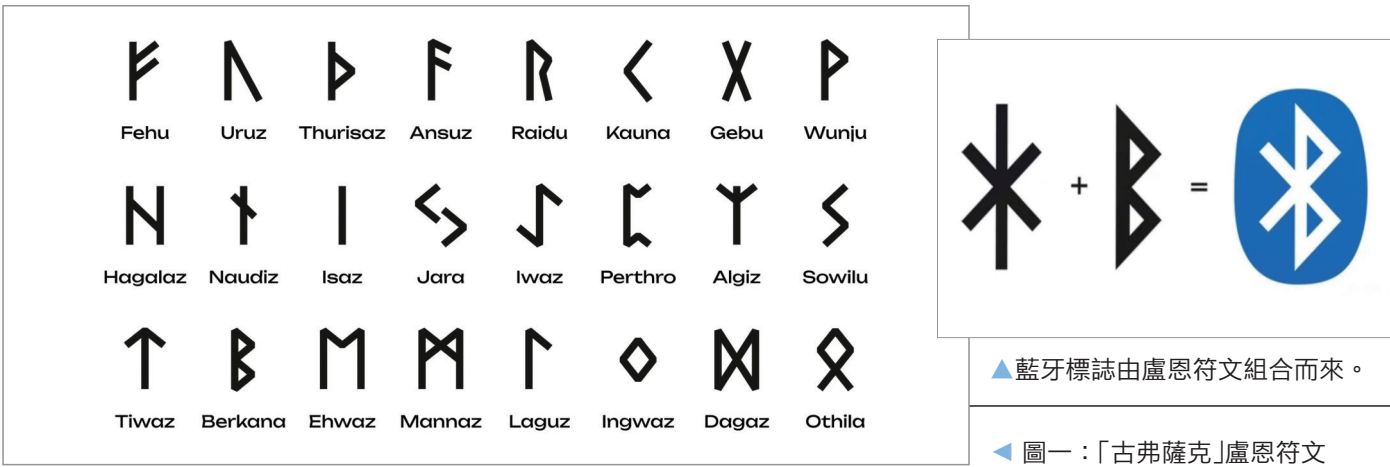 ᚠ ᚢ ᚦ ᚨ ᚱ ᚲ ᚷ ᚹ
Fehu Uruz Thurisaz Ansuz Raidu Kauna Gebu Wunju
ᚺ ᚾ ᛁ ᛃ ᛇ ᛈ ᛉ ᛊ
Hagalaz Naudiz Isaz Jara Iwaz Perthro Algiz Sowilu
ᛏ ᛒ ᛖ ᛗ ᛚ ᛜ ᛞ ᛟ
Tiwaz Berkana Ehwaz Mannaz Laguz Ingwaz Dagaz Othila
ᚼ + ᛒ =
▲藍牙標誌由盧恩符文組合而來。
◀ 圖一：「古弗薩克」盧恩符文